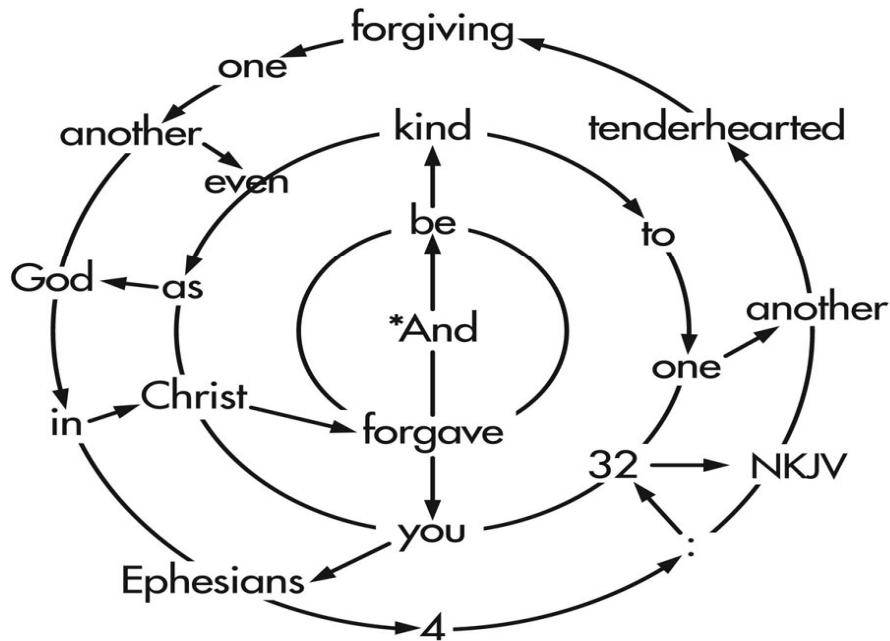 *And
be
kind
to
one
another
tenderhearted
forgiving
one
another
even
as
God
in
Christ
forgave
you
Ephesians
4
:
32
NKJV